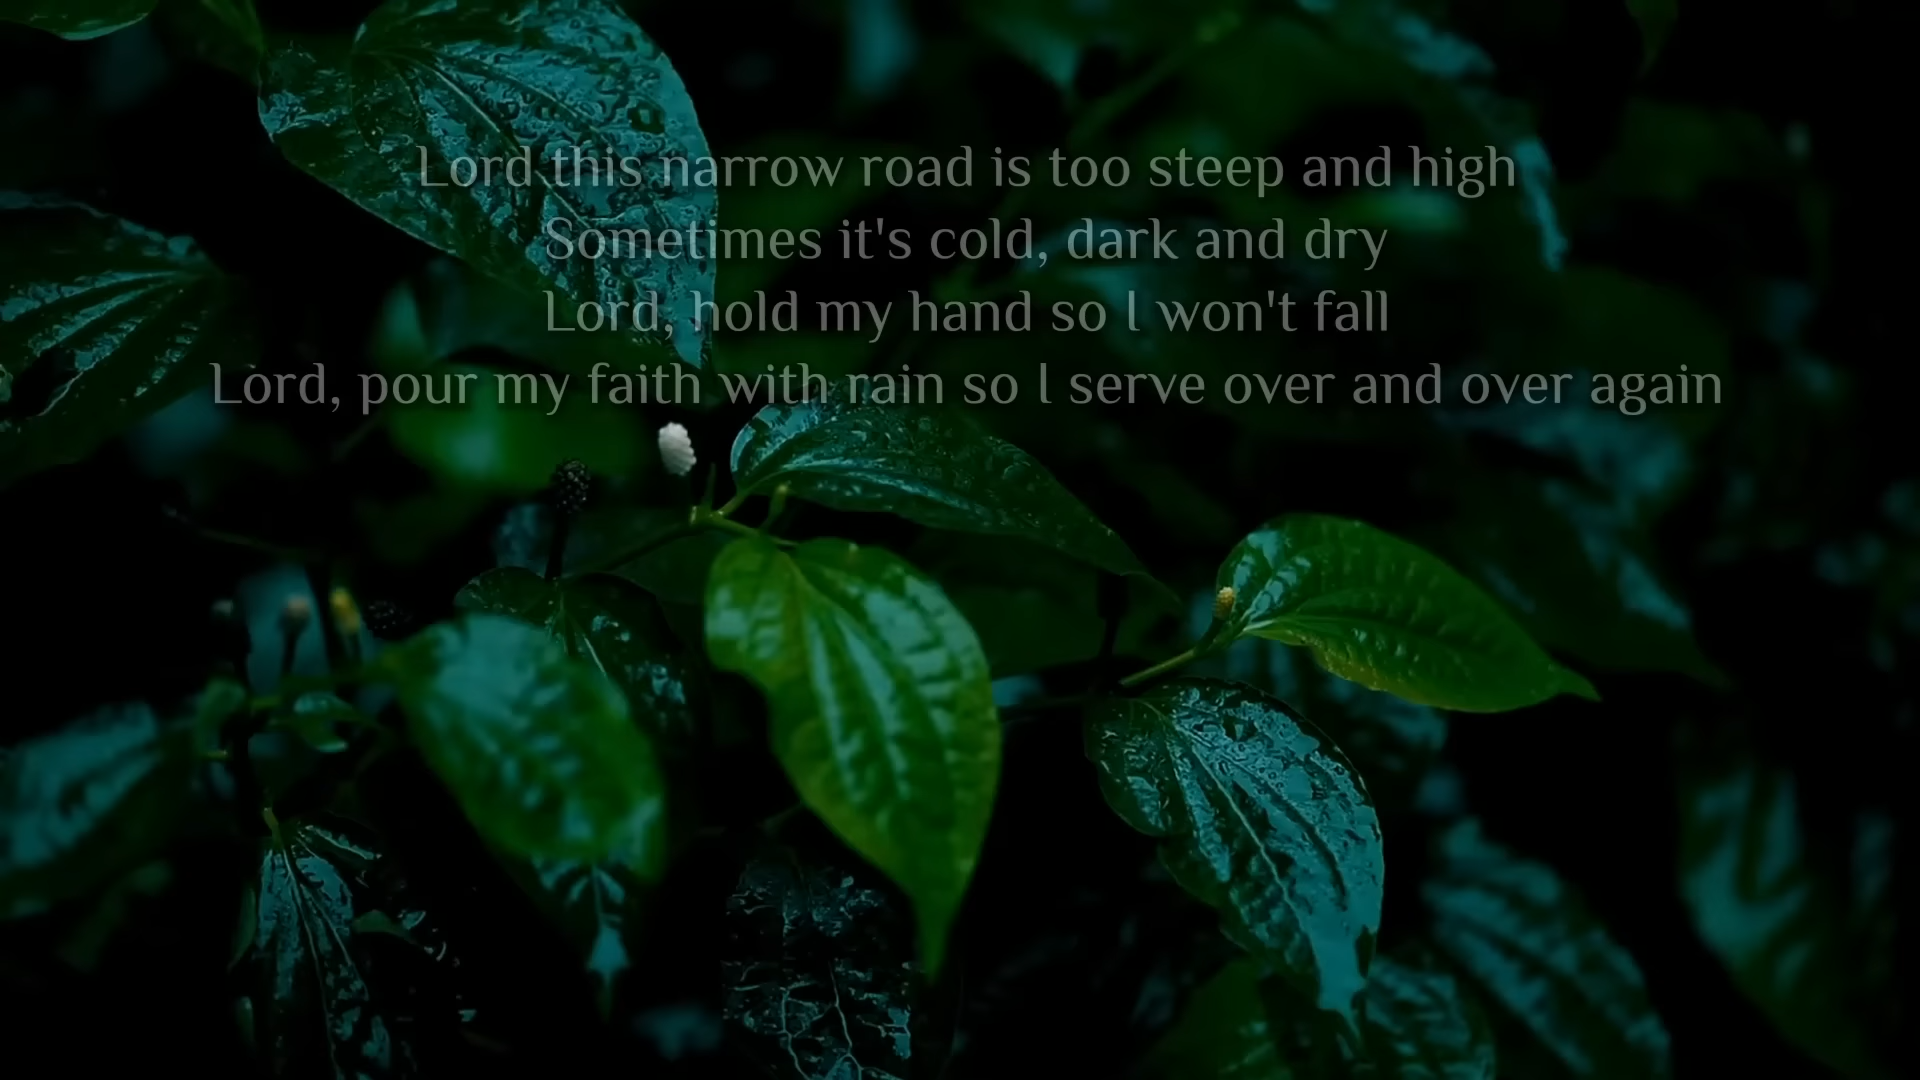 Lord this narrow road is too steep and high
Sometimes it's cold, dark and dry
Lord, hold my hand so I won't fall
Lord, pour my faith with rain so I serve over and over again